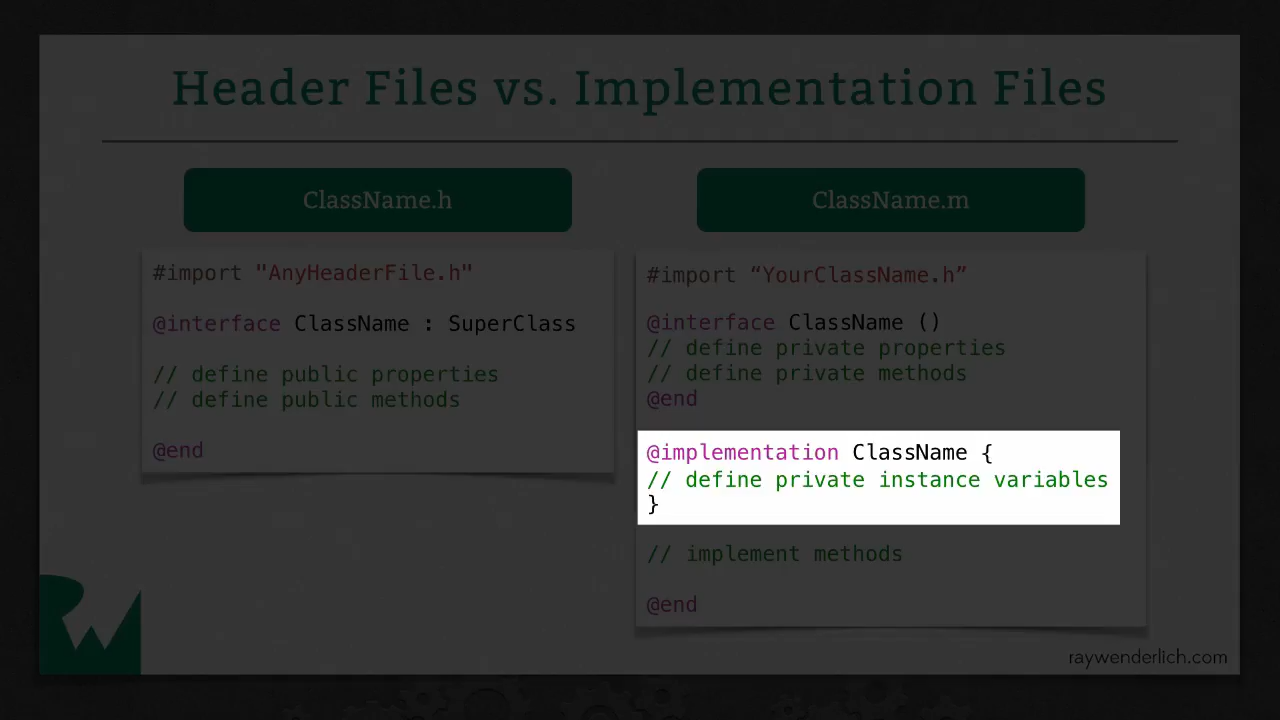 Header Files vs. Implementation Files
ClassName.h
#import "AnyHeaderFile.h"
@interface ClassName : SuperClass
// define public properties
// define public methods
@end
ClassName.m
#import “YourClassName.h”
@interface ClassName ()
// define private properties
// define private methods
@end
@implementation ClassName {
// define private instance variables
}
// implement methods
@end
RW
raywenderlich.com